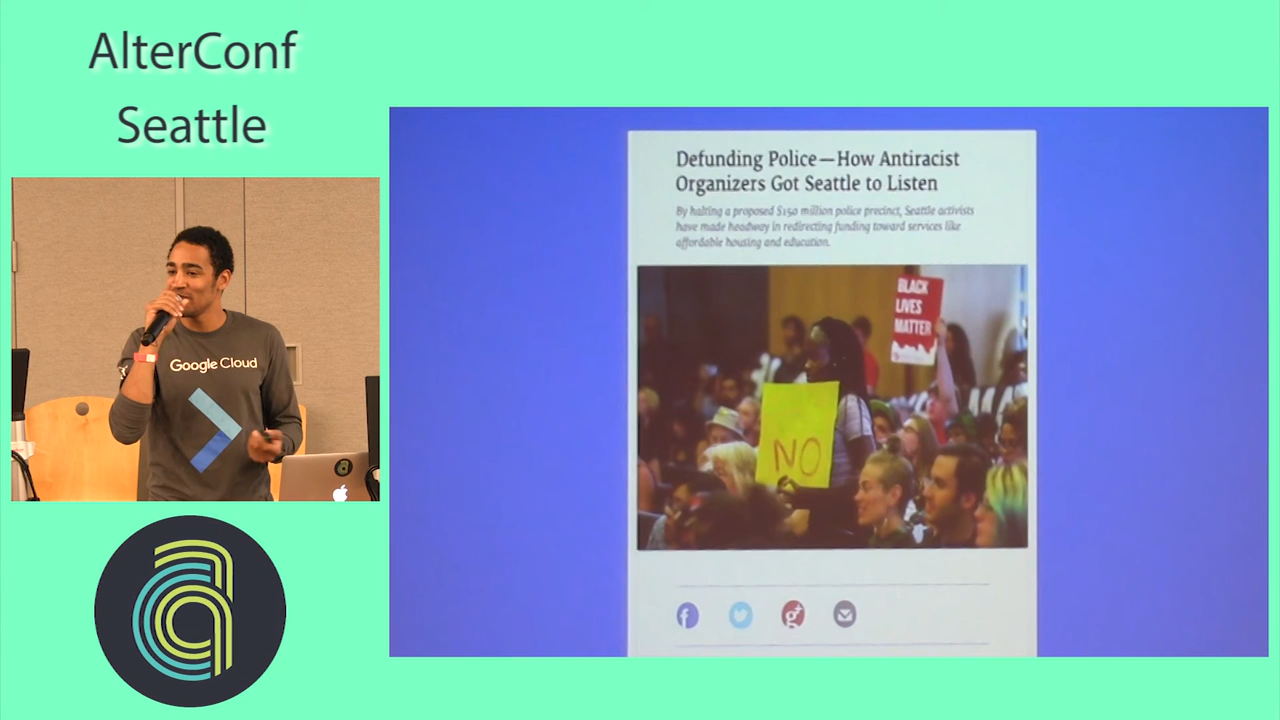 AlterConf
Seattle
Google Cloud
Defunding Police—How Antiracist
Organizers Got Seattle to Listen
By halting a proposed $150 million police precinct, Seattle activists
have made headway in redirecting funding toward services like
affordable housing and education.
BLACK
LIVES
MATTER
NO
f
g+